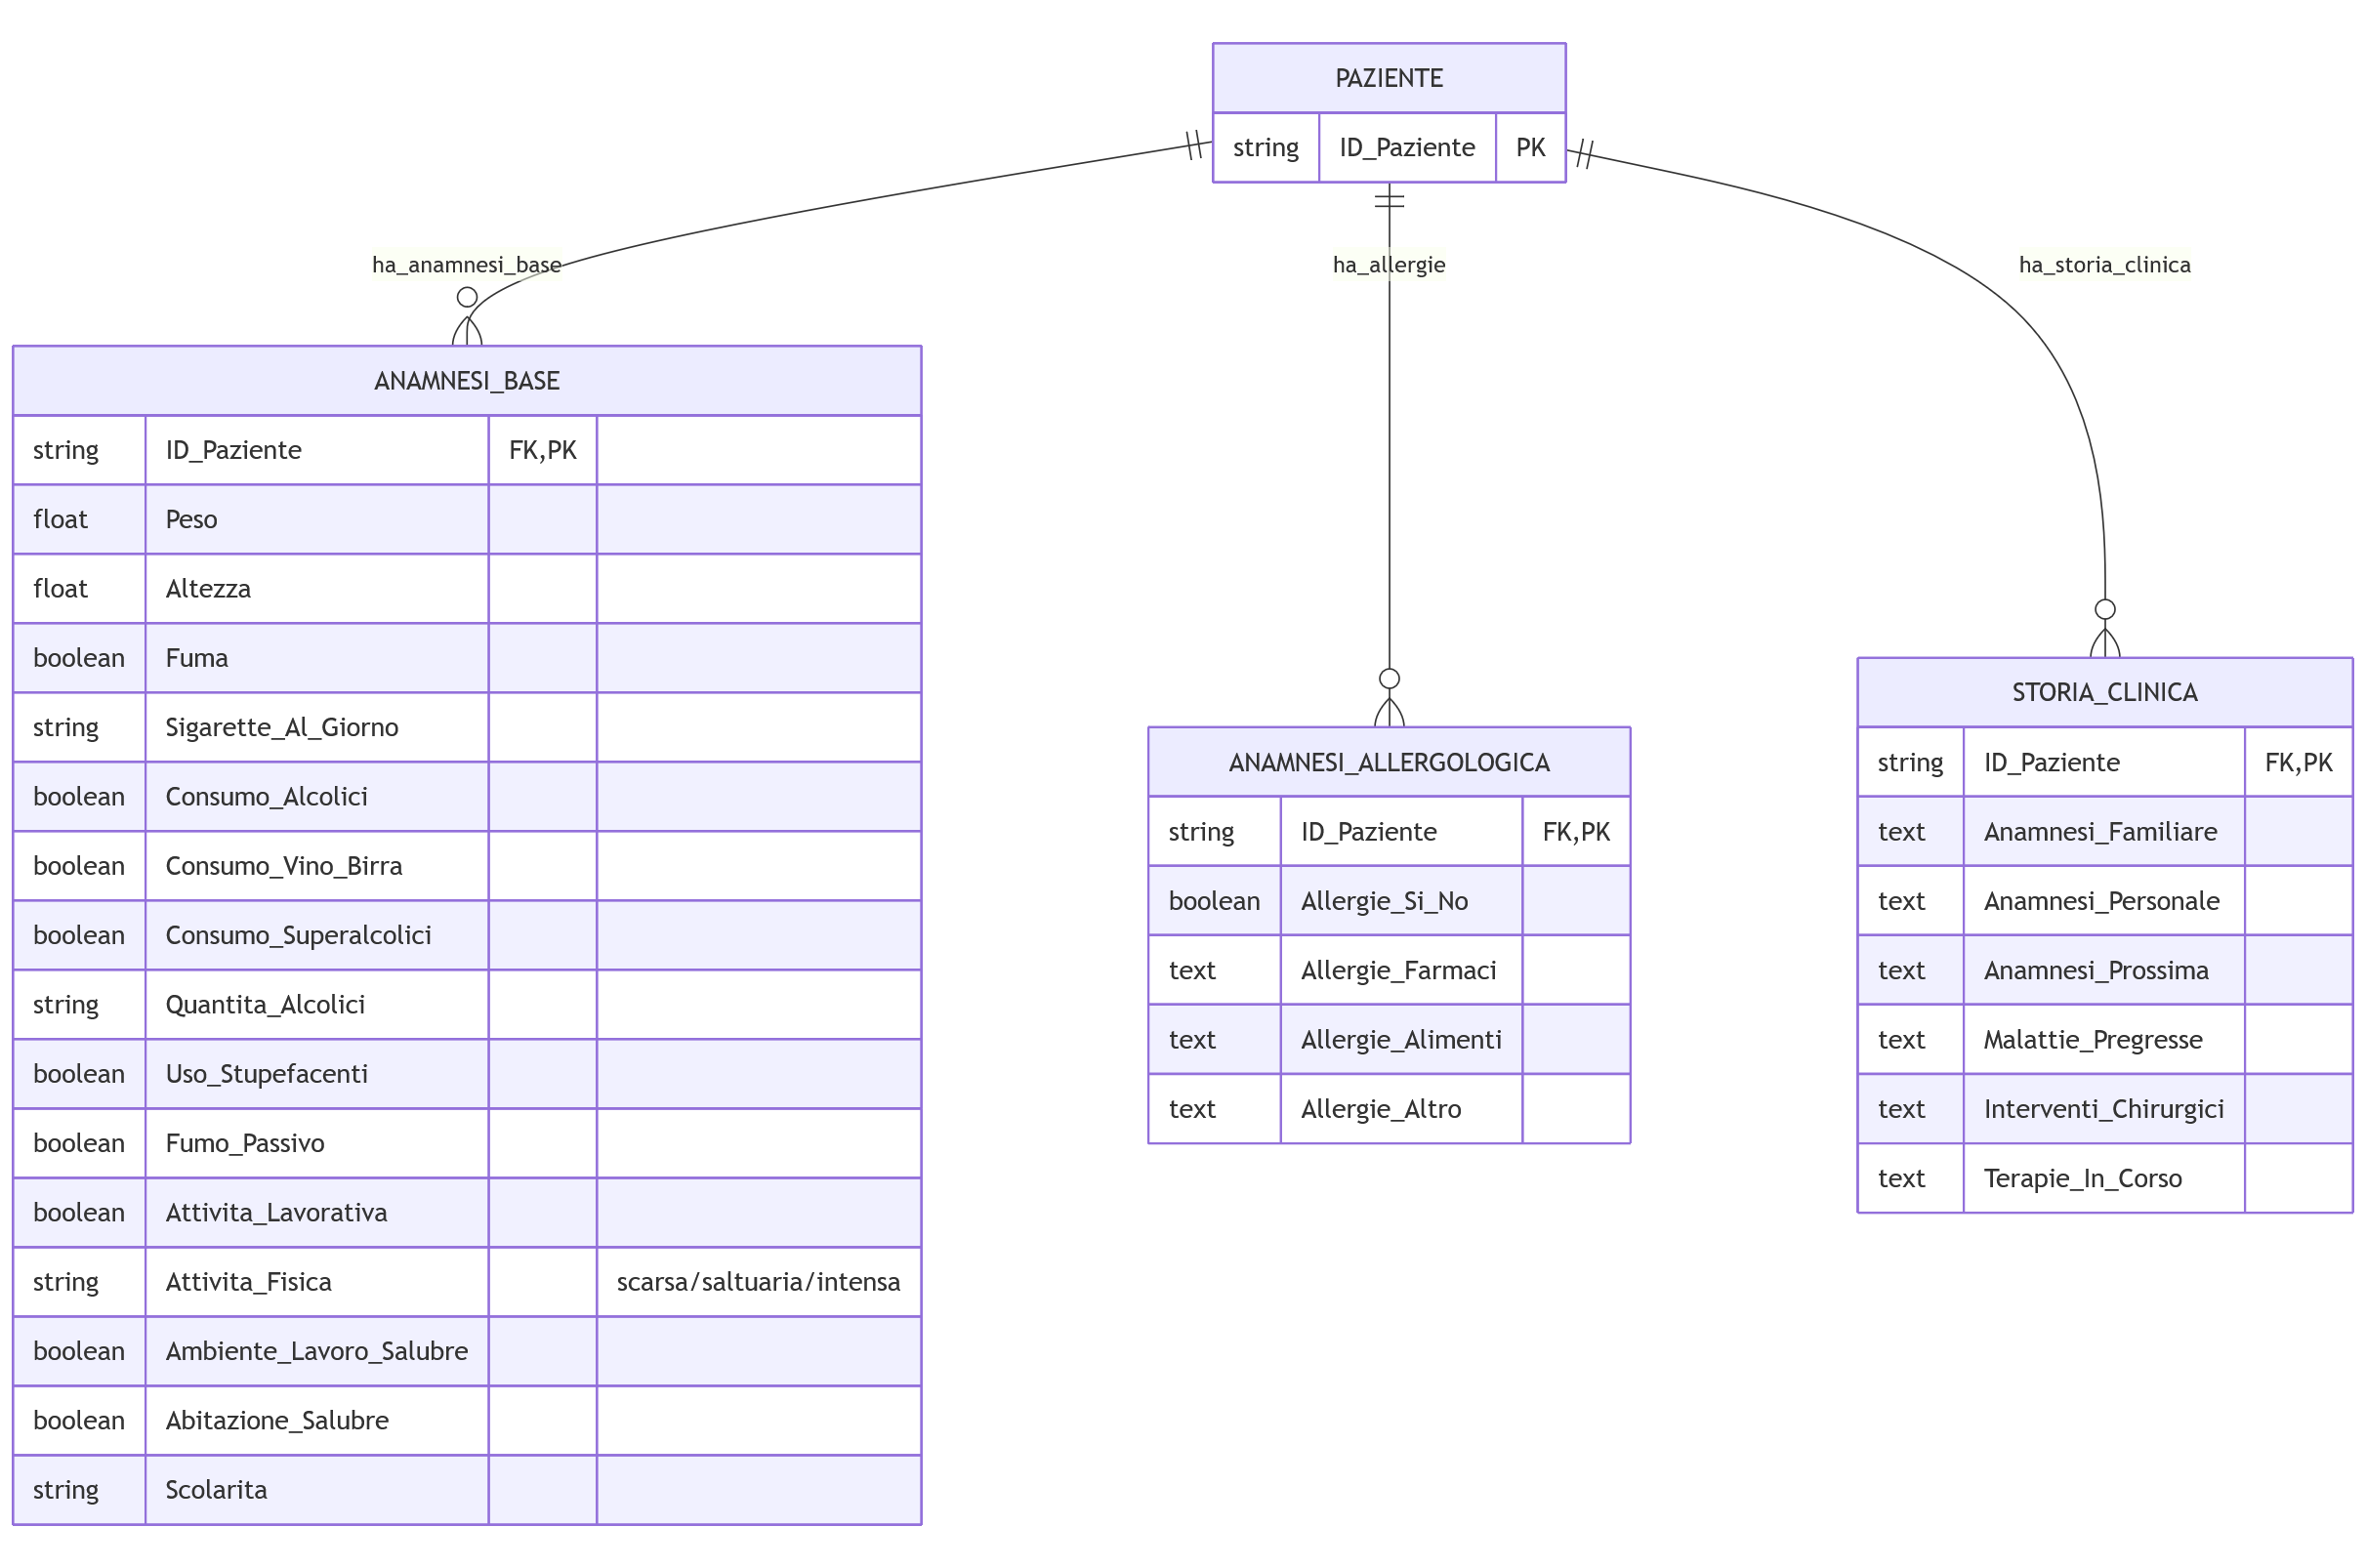 PAZIENTE
string ID_Paziente PK
ha_anamnesi_base
ha_allergie
ha_storia_clinica
ANAMNESI_BASE
string ID_Paziente FK,PK
float Peso
float Altezza
boolean Fuma
string Sigarette_Al_Giorno
boolean Consumo_Alcolici
boolean Consumo_Vino_Birra
boolean Consumo_Superalcolici
string Quantita_Alcolici
boolean Uso_Stupefacenti
boolean Fumo_Passivo
boolean Attivita_Lavorativa
string Attivita_Fisica scarsa/saltuaria/intensa
boolean Ambiente_Lavoro_Salubre
boolean Abitazione_Salubre
string Scolarita
ANAMNESI_ALLERGOLOGICA
string ID_Paziente FK,PK
boolean Allergie_Si_No
text Allergie_Farmaci
text Allergie_Alimenti
text Allergie_Altro
STORIA_CLINICA
string ID_Paziente FK,PK
text Anamnesi_Familiare
text Anamnesi_Personale
text Anamnesi_Prossima
text Malattie_Pregresse
text Interventi_Chirurgici
text Terapie_In_Corso